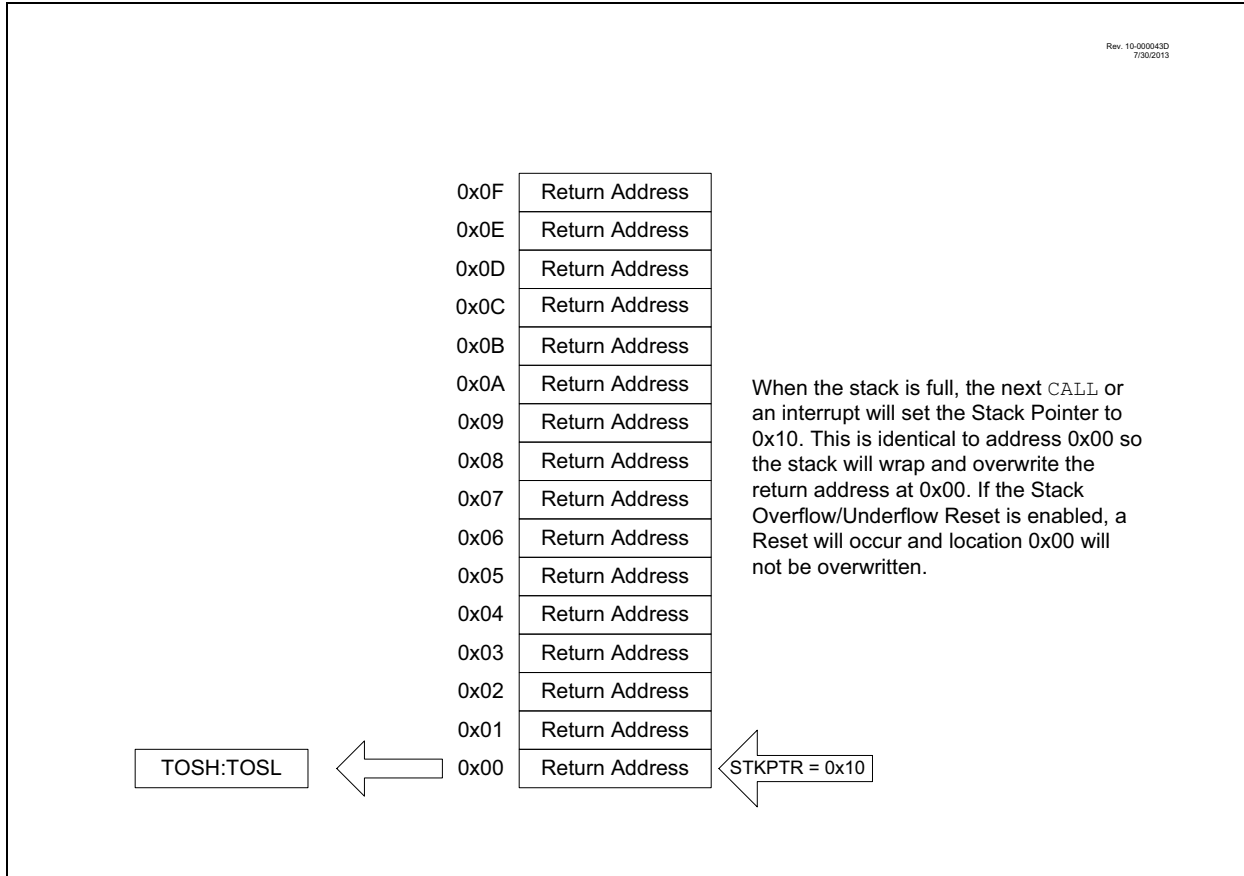 Rev. 10-000043D
7/30/2013
0x0F Return Address
0x0E Return Address
0x0D Return Address
0x0C Return Address
0x0B Return Address
0x0A Return Address
0x09 Return Address
0x08 Return Address
0x07 Return Address
0x06 Return Address
0x05 Return Address
0x04 Return Address
0x03 Return Address
0x02 Return Address
0x01 Return Address
TOSH:TOSL 0x00 Return Address STKPTR = 0x10
When the stack is full, the next CALL or
an interrupt will set the Stack Pointer to
0x10. This is identical to address 0x00 so
the stack will wrap and overwrite the
return address at 0x00. If the Stack
Overflow/Underflow Reset is enabled, a
Reset will occur and location 0x00 will
not be overwritten.